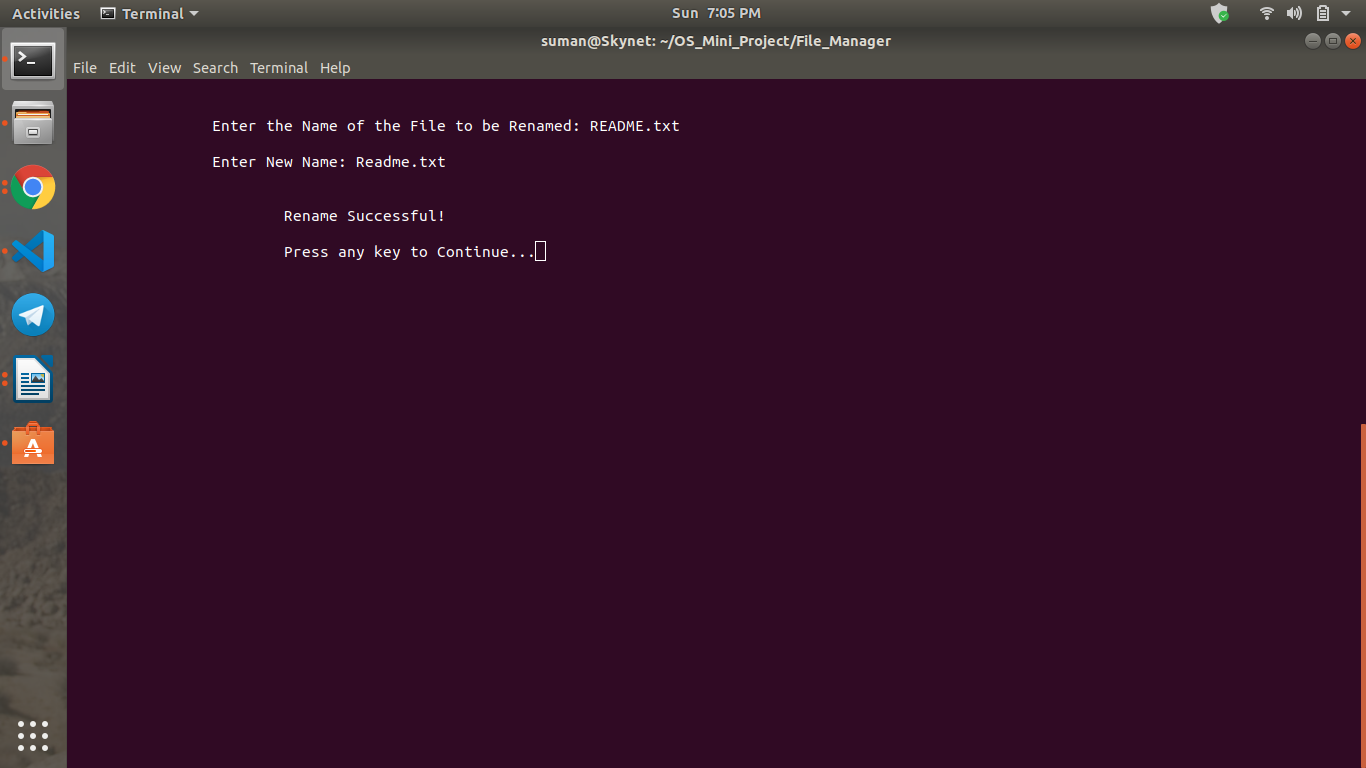 Activities Terminal Sun 7:05 PM
suman@Skynet: ~/OS_Mini_Project/File_Manager
File Edit View Search Terminal Help
Enter the Name of the File to be Renamed: README.txt
Enter New Name: Readme.txt
Rename Successful!
Press any key to Continue...